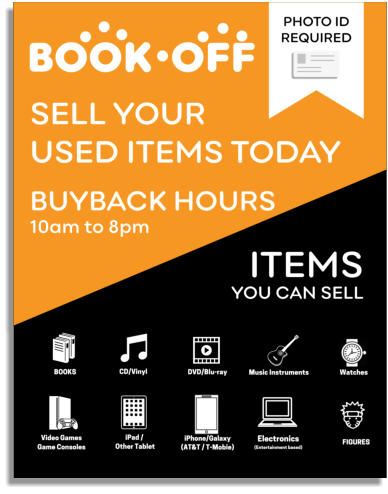 BOOK·OFF
PHOTO ID
REQUIRED
SELL YOUR
USED ITEMS TODAY
BUYBACK HOURS
10am to 8pm
ITEMS
YOU CAN SELL
BOOKS
CD/Vinyl
DVD/Blu-ray
Music Instruments
Watches
Video Games
Game Consoles
iPad /
Other Tablet
iPhone/Galaxy
(AT&T / T-Mobie)
Electronics
(Entertainment based)
FIGURES